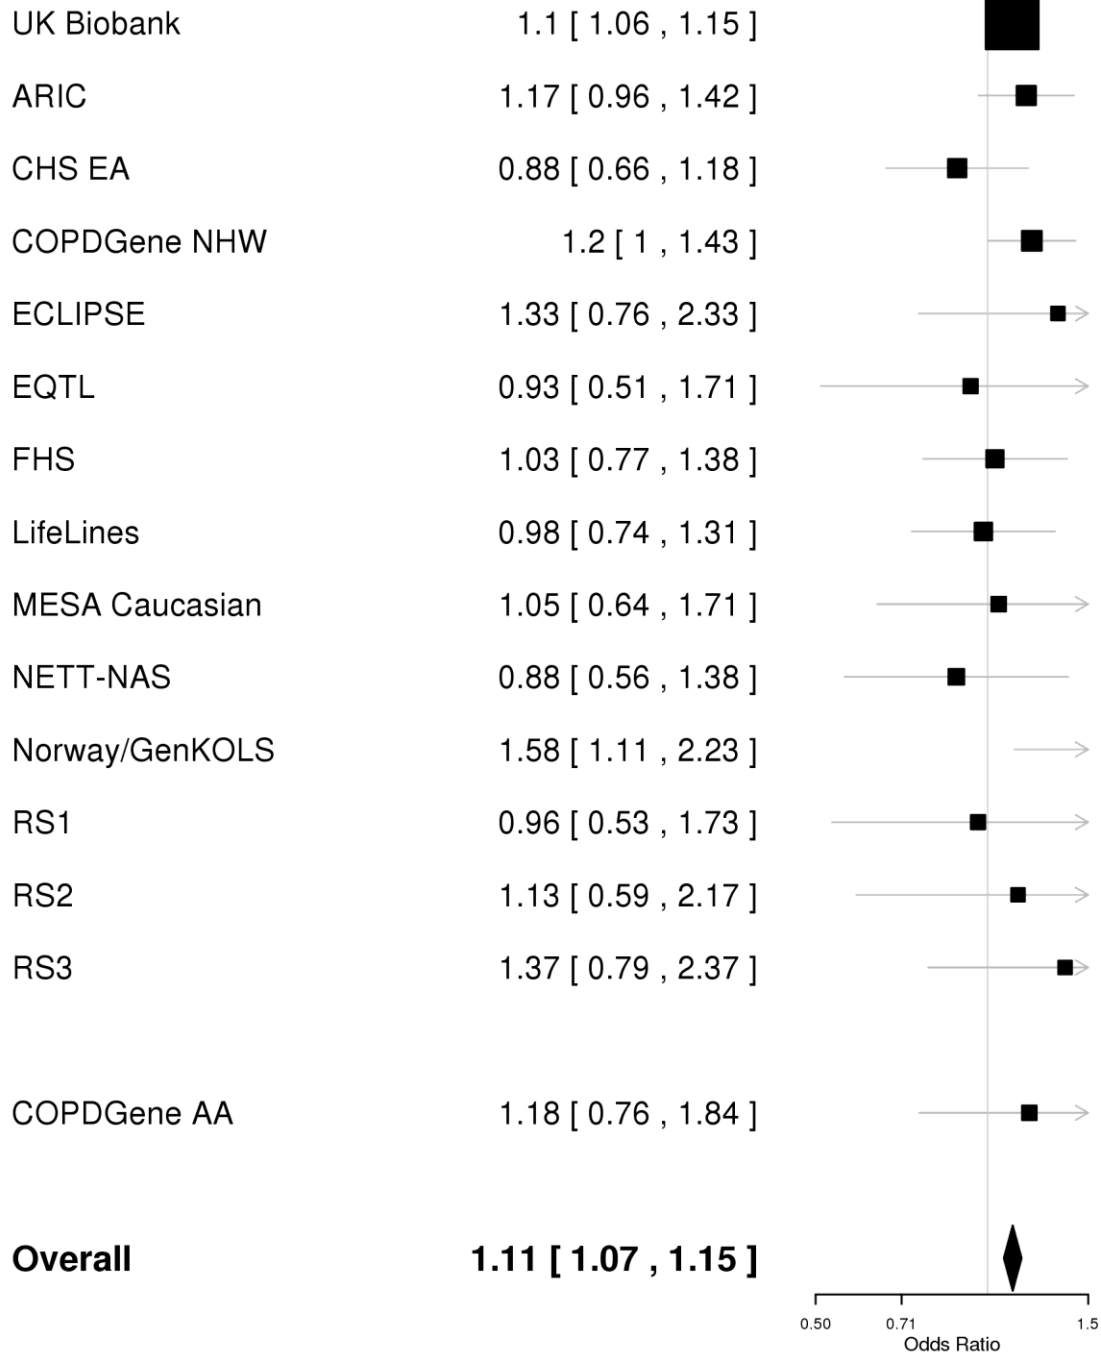 UK Biobank 1.1 [ 1.06 , 1.15 ]
ARIC 1.17 [ 0.96 , 1.42 ]
CHS EA 0.88 [ 0.66 , 1.18 ]
COPDGene NHW 1.2 [ 1 , 1.43 ]
ECLIPSE 1.33 [ 0.76 , 2.33 ]
EQTL 0.93 [ 0.51 , 1.71 ]
FHS 1.03 [ 0.77 , 1.38 ]
LifeLines 0.98 [ 0.74 , 1.31 ]
MESA Caucasian 1.05 [ 0.64 , 1.71 ]
NETT-NAS 0.88 [ 0.56 , 1.38 ]
Norway/GenKOLS 1.58 [ 1.11 , 2.23 ]
RS1 0.96 [ 0.53 , 1.73 ]
RS2 1.13 [ 0.59 , 2.17 ]
RS3 1.37 [ 0.79 , 2.37 ]
COPDGene AA 1.18 [ 0.76 , 1.84 ]
Overall 1.11 [ 1.07 , 1.15 ]
0.50 0.71 1.5
Odds Ratio